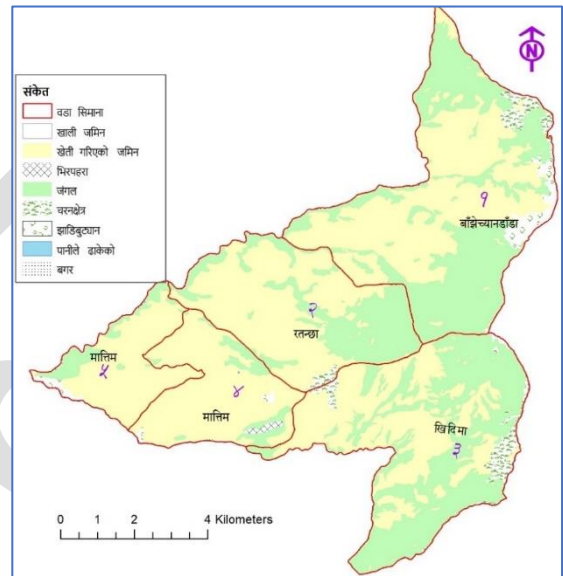 N
संकेत
वडा सिमाना
खाली जमिन
खेती गरिएको जमिन
भिरपहरा
जंगल
चरनक्षेत्र
झाडिबुट्यान
पानीले ढाकेको
बगर
१
बाँझेच्यानडाँडा
२
रतन्छा
मात्तिम
५
४
मात्तिम
खिदिमा
३
0 1 2 4 Kilometers